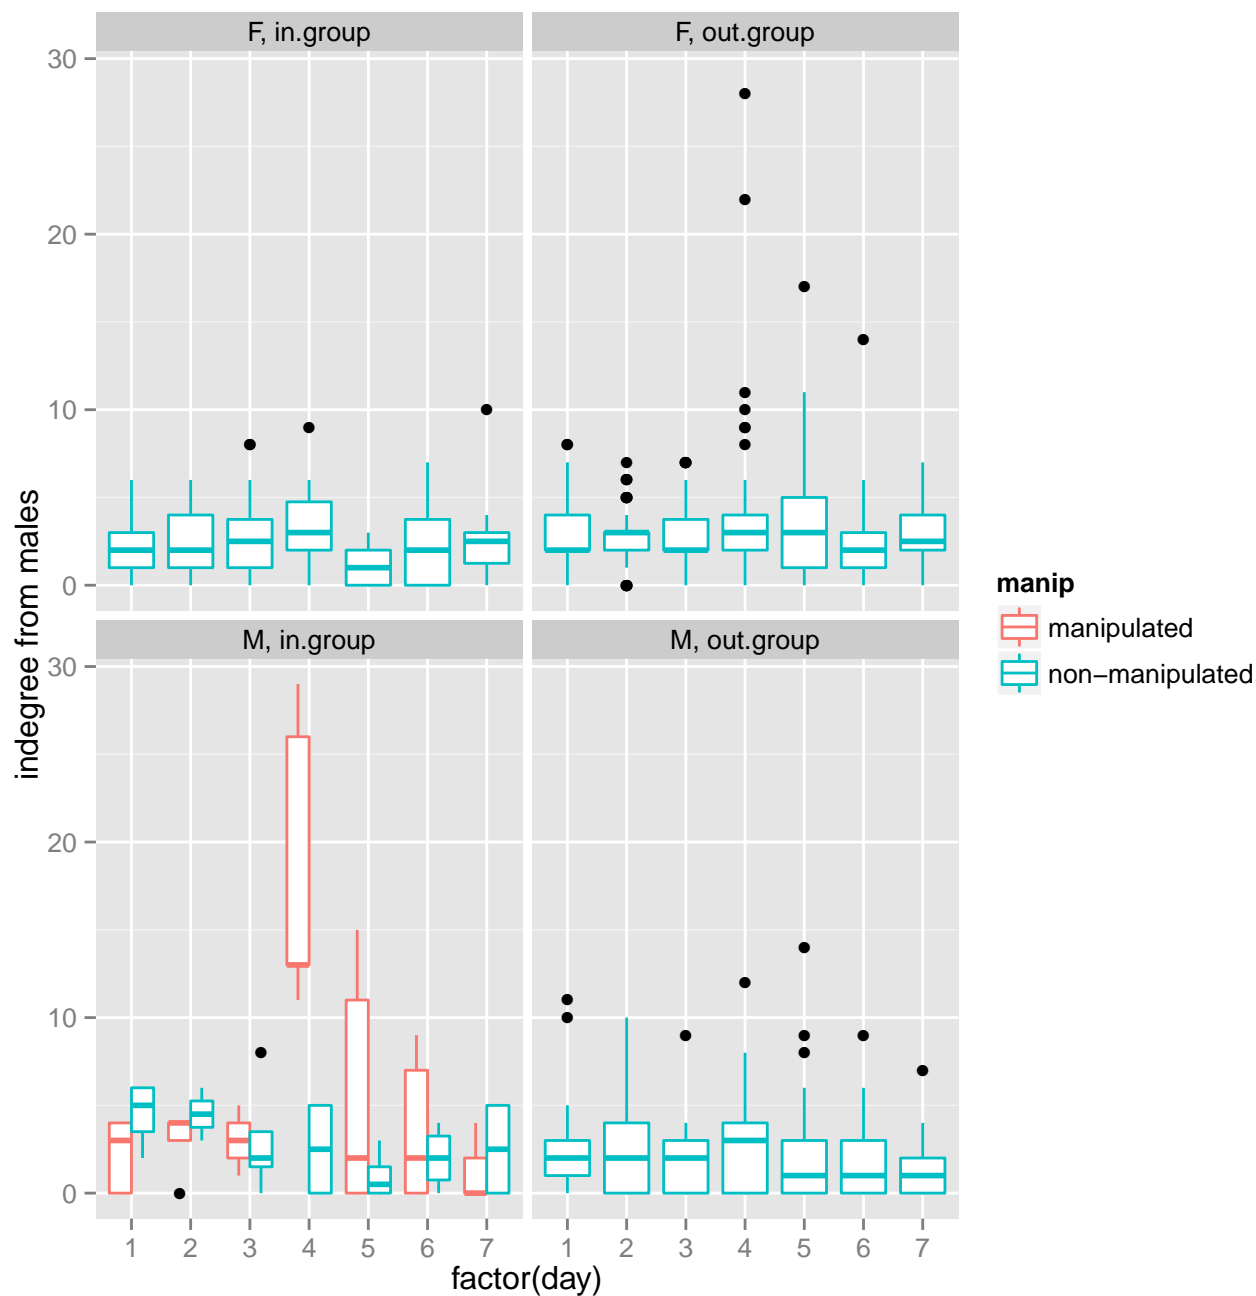 F, in.group
F, out.group
30
20
10
0
M, in.group
M, out.group
30
20
10
0
1 2 3 4 5 6 7
1 2 3 4 5 6 7
factor(day)
indegree from males
manip
manipulated
non−manipulated